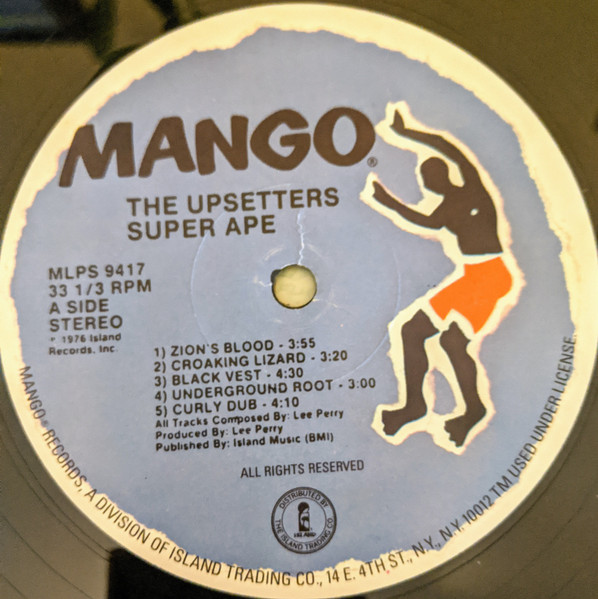 MANGO®
THE UPSETTERS
SUPER APE
MLPS 9417
33 1/3 RPM
A SIDE
STEREO
℗ 1976 Island
Records, Inc.
1) ZION'S BLOOD - 3:55
2) CROAKING LIZARD - 3:20
3) BLACK VEST - 4:30
4) UNDERGROUND ROOT - 3:00
5) CURLY DUB - 4:10
All Tracks Composed By: Lee Perry
Produced By: Lee Perry
Published By: Island Music (BMI)
ALL RIGHTS RESERVED
DISTRIBUTED BY
THE ISLAND TRADING CO.
MANGO® RECORDS, A DIVISION OF ISLAND TRADING CO., 14 E. 4TH ST., N.Y., N.Y. 10012 TM USED UNDER LICENSE.